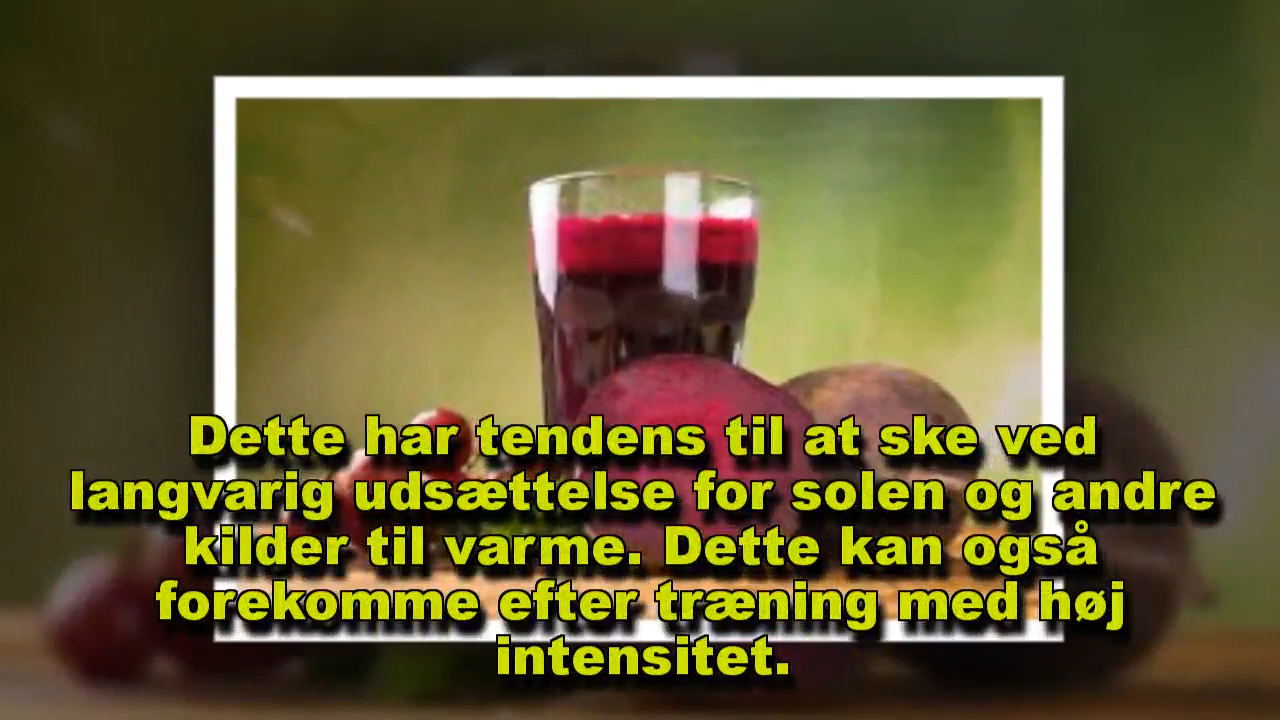 Dette har tendens til at ske ved
langvarig udsættelse for solen og andre
kilder til varme. Dette kan også
forekomme efter træning med høj
intensitet.